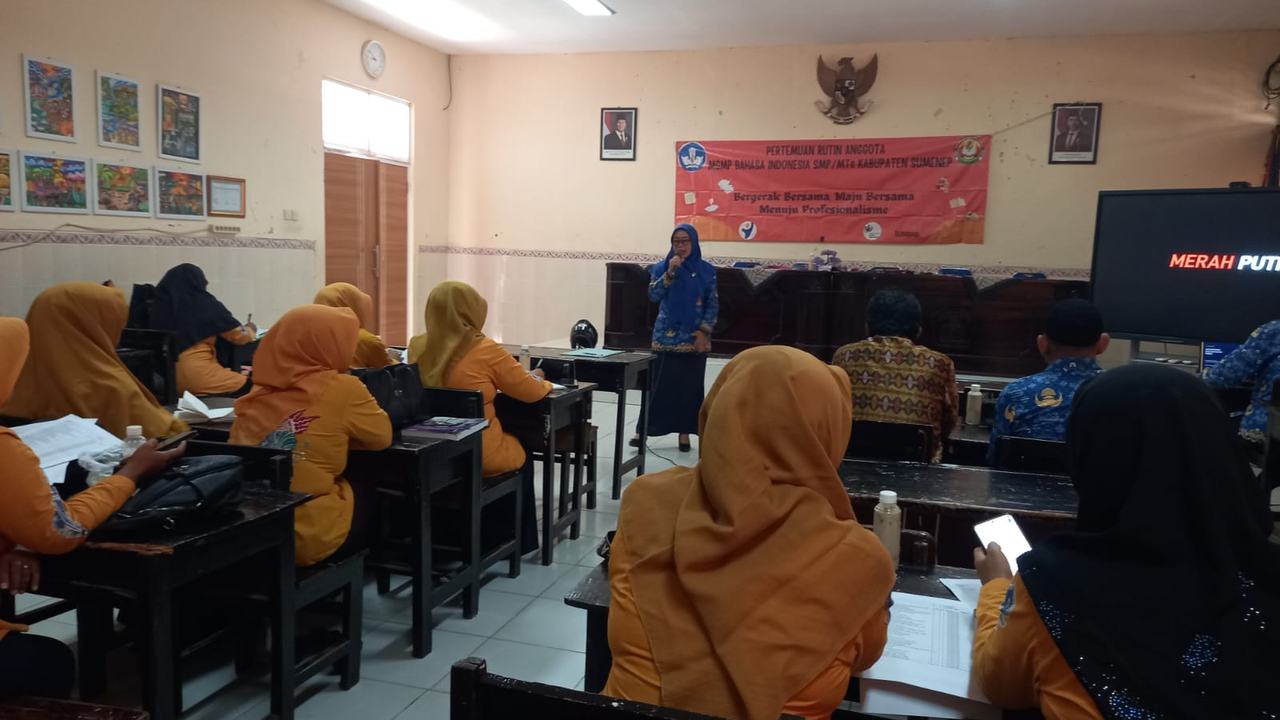 PERTEMUAN RUTIN ANGGOTA
MGMP BAHASA INDONESIA SMP/MTs KABUPATEN SUMENEP
Bergerak Bersama, Maju Bersama
Menuju Profesionalisme
MERAH PUTI